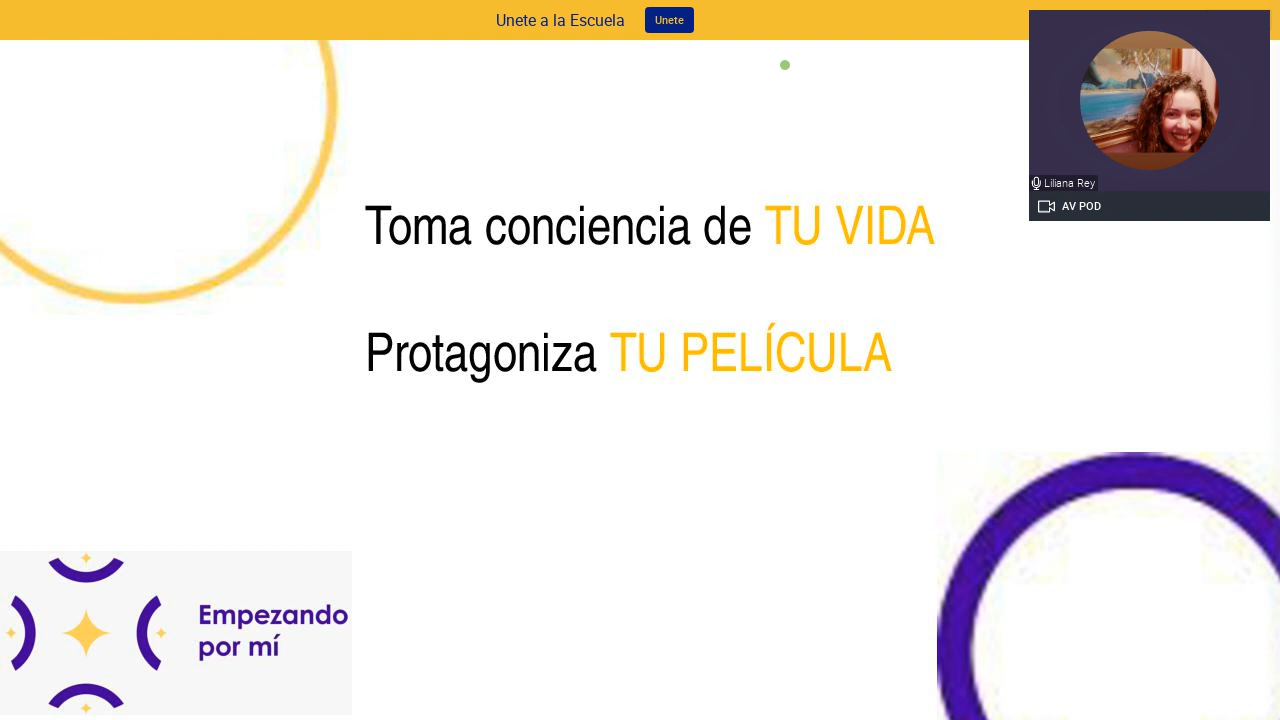 Unete a la Escuela
Unete
Liliana Rey
AV POD
Toma conciencia de TU VIDA
Protagoniza TU PELÍCULA
Empezando
por mí